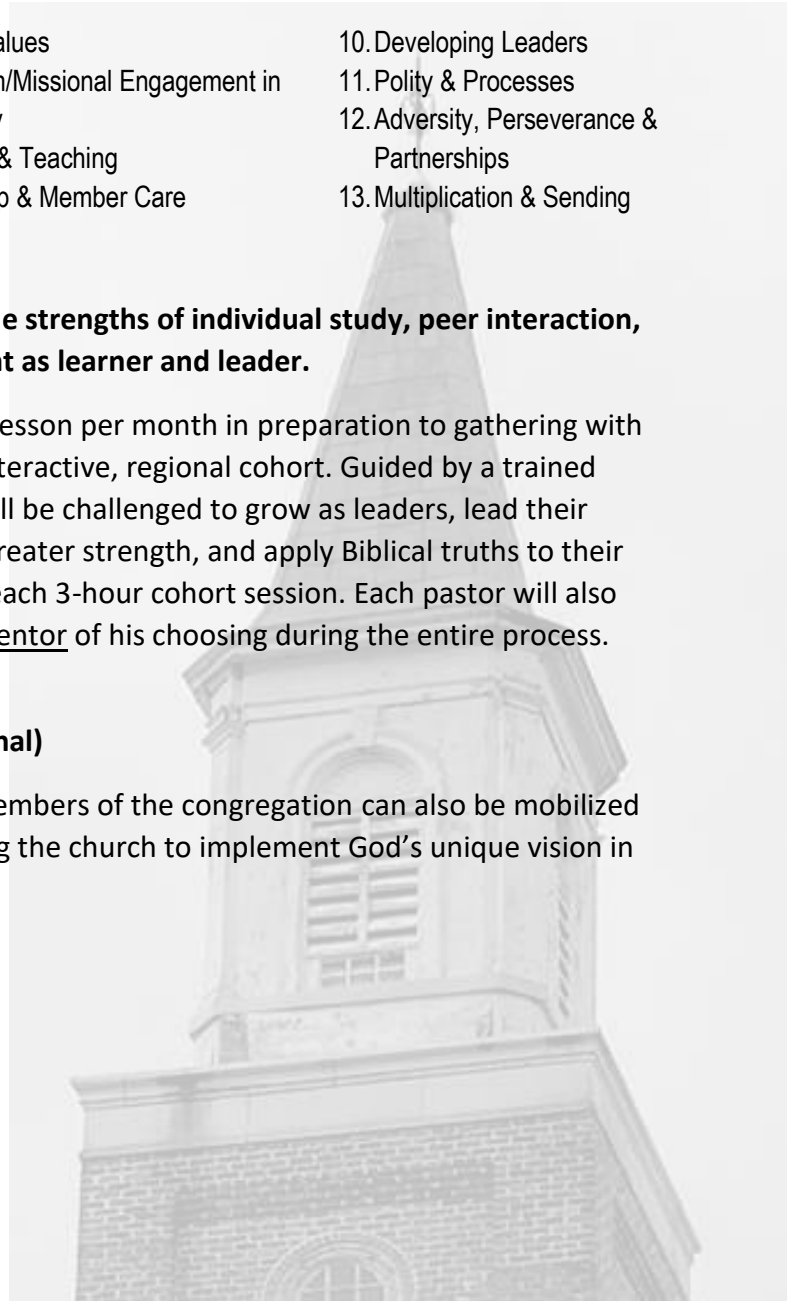 alues
n/Missional Engagement in
y
& Teaching
p & Member Care
10. Developing Leaders
11. Polity & Processes
12. Adversity, Perseverance &
Partnerships
13. Multiplication & Sending
e strengths of individual study, peer interaction,
nt as learner and leader.
esson per month in preparation to gathering with
nteractive, regional cohort. Guided by a trained
ll be challenged to grow as leaders, lead their
reater strength, and apply Biblical truths to their
each 3-hour cohort session. Each pastor will also
entor of his choosing during the entire process.
nal)
embers of the congregation can also be mobilized
g the church to implement God’s unique vision in